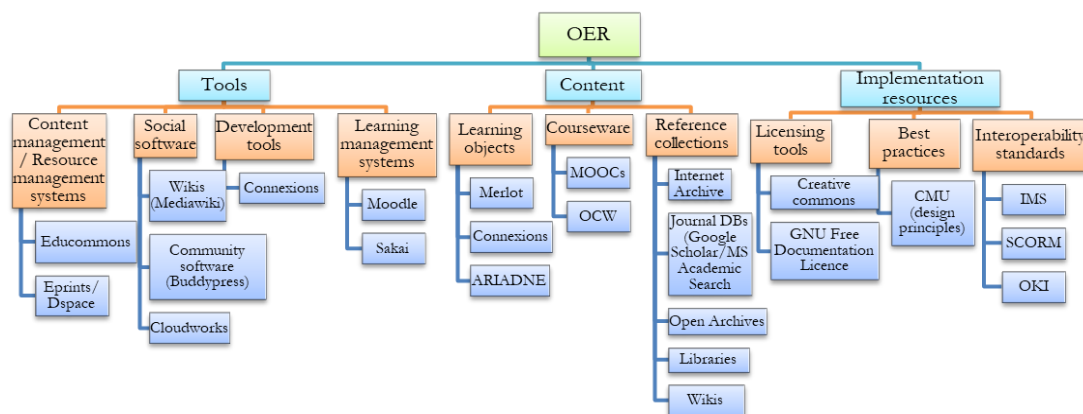 OER
Tools
Content
Implementation
resources
Content
management
/ Resource
management
systems
Educommons
Eprints/
Dspace
Social
software
Wikis
(Mediawiki)
Community
software
(Buddypress)
Cloudworks
Development
tools
Connexions
Learning
management
systems
Moodle
Sakai
Learning
objects
Merlot
Connexions
ARIADNE
Courseware
MOOCs
OCW
Reference
collections
Internet
Archive
Journal DBs
(Google
Scholar/MS
Academic
Search
Open Archives
Libraries
Wikis
Licensing
tools
Creative
commons
GNU Free
Documentation
Licence
Best
practices
CMU
(design
principles)
Interoperability
standards
IMS
SCORM
OKI